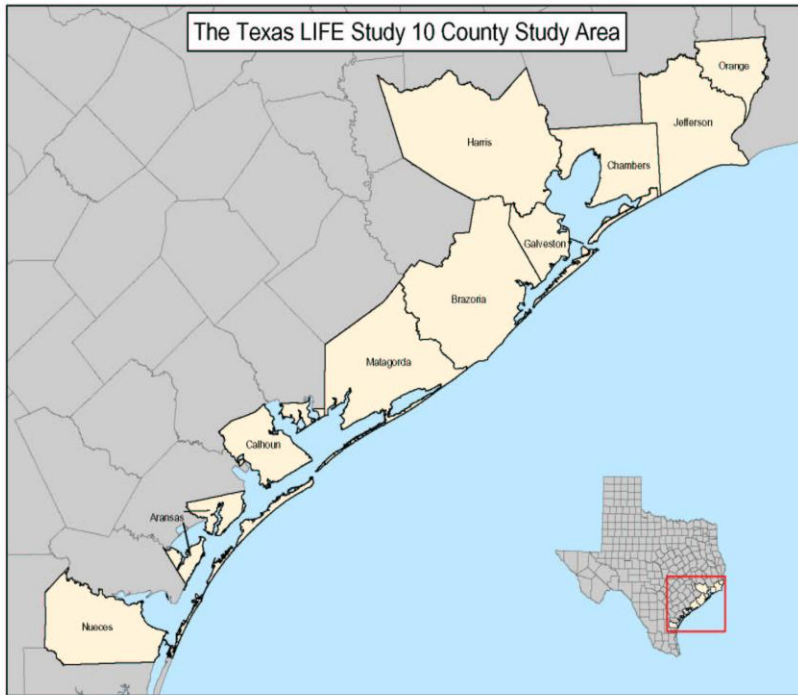 The Texas LIFE Study 10 County Study Area
Orange
Jefferson
Harris
Chambers
Galveston
Brazoria
Matagorda
Calhoun
Aransas
Nueces